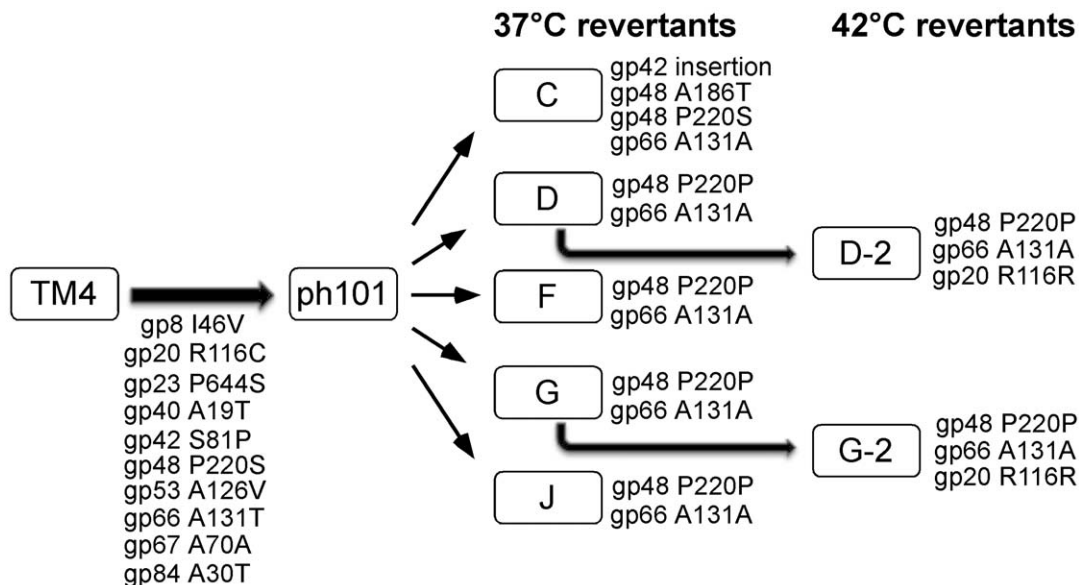 37°C revertants
42°C revertants
C
gp42 insertion
gp48 A186T
gp48 P220S
gp66 A131A
D
gp48 P220P
gp66 A131A
D-2
gp48 P220P
gp66 A131A
gp20 R116R
TM4
ph101
F
gp48 P220P
gp66 A131A
gp8 I46V
gp20 R116C
gp23 P644S
gp40 A19T
gp42 S81P
gp48 P220S
gp53 A126V
gp66 A131T
gp67 A70A
gp84 A30T
G
gp48 P220P
gp66 A131A
G-2
gp48 P220P
gp66 A131A
gp20 R116R
J
gp48 P220P
gp66 A131A